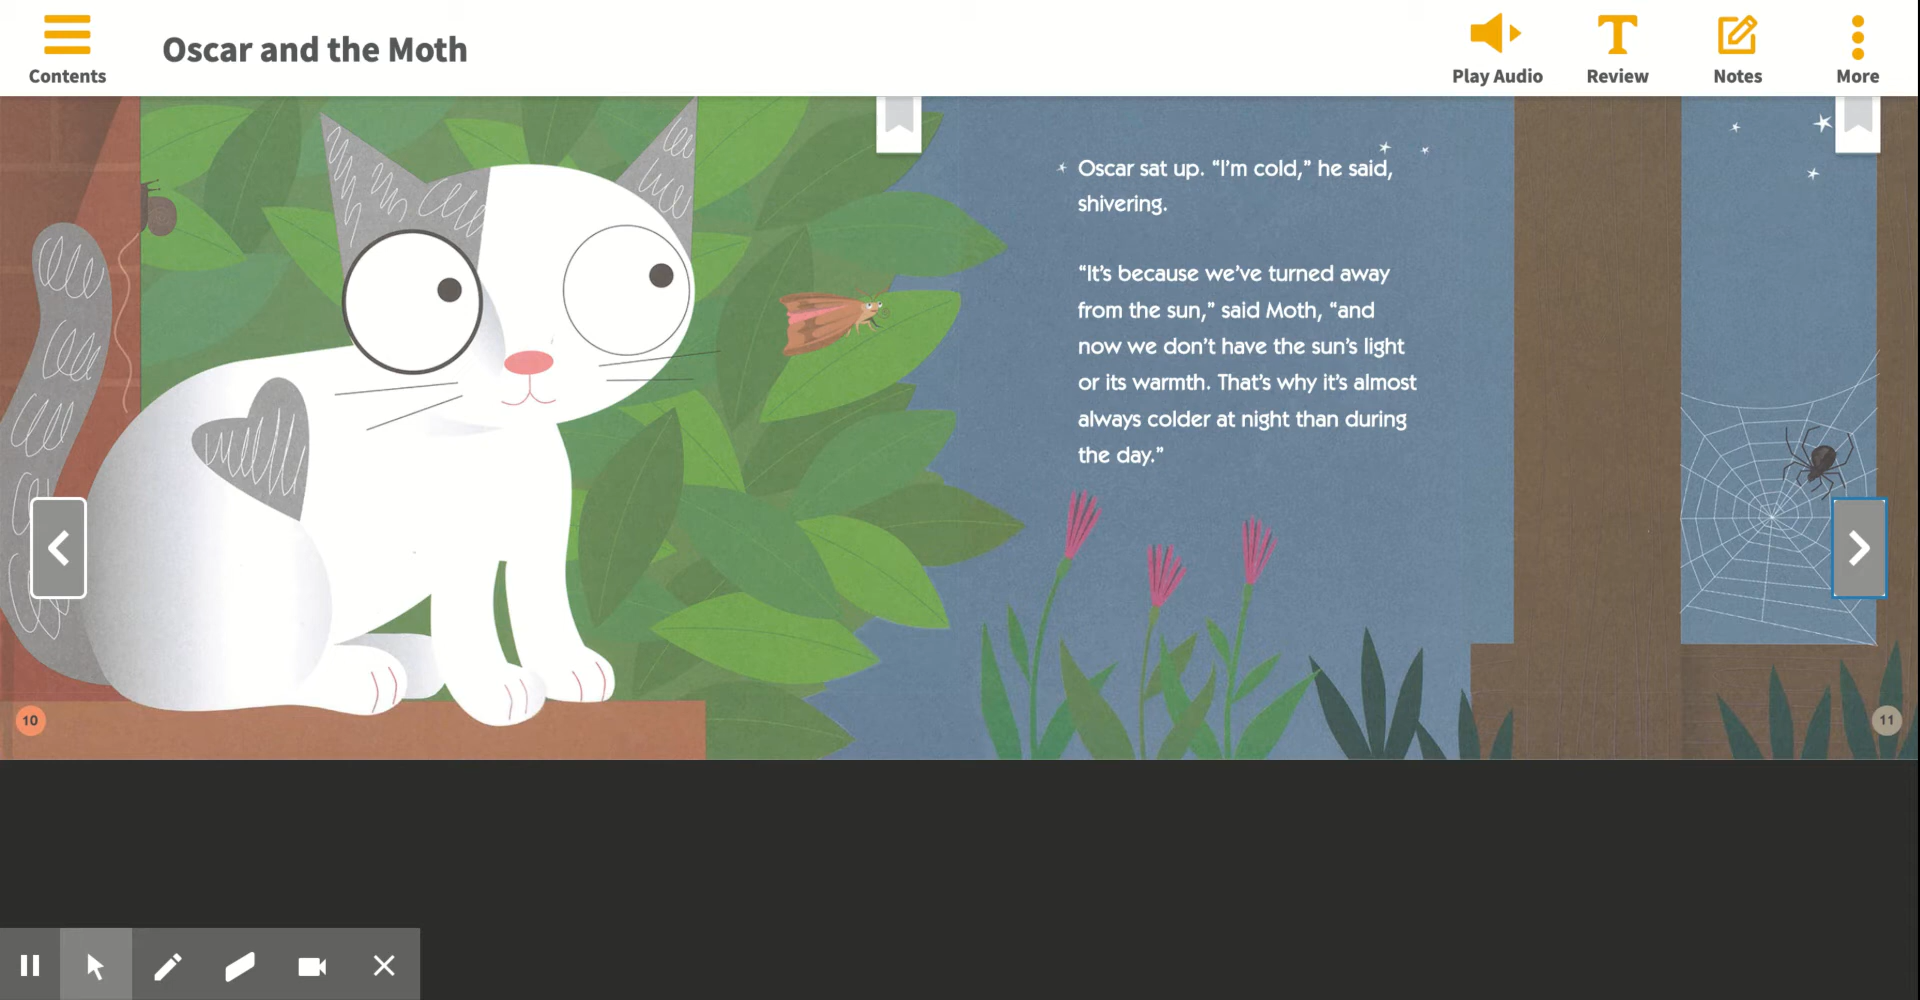 Contents
Oscar and the Moth
Play Audio
Review
Notes
More
Oscar sat up. “I’m cold,” he said,
shivering.
“It’s because we’ve turned away
from the sun,” said Moth, “and
now we don’t have the sun’s light
or its warmth. That’s why it’s almost
always colder at night than during
the day.”
10
11